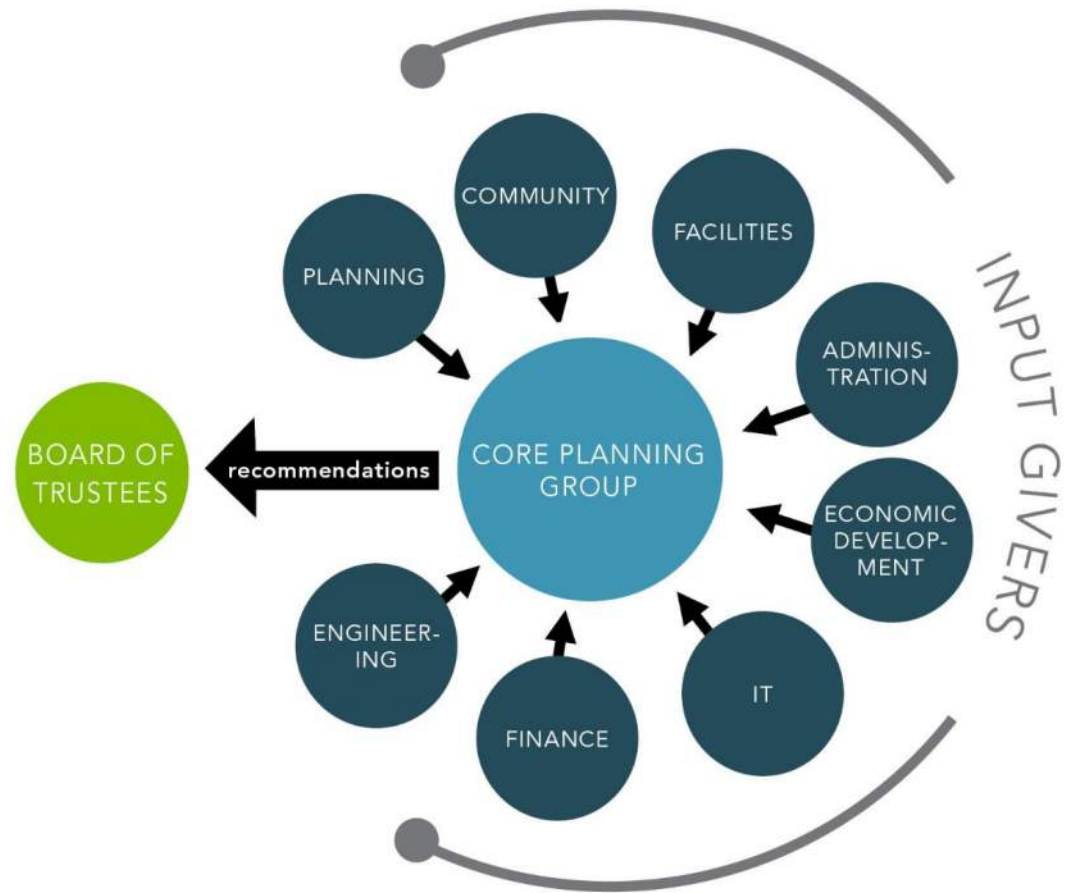 COMMUNITY
FACILITIES
PLANNING
ADMINIS-
TRATION
INPUT GIVERS
BOARD OF
TRUSTEES
recommendations
CORE PLANNING
GROUP
ECONOMIC
DEVELOP-
MENT
ENGINEER-
ING
IT
FINANCE